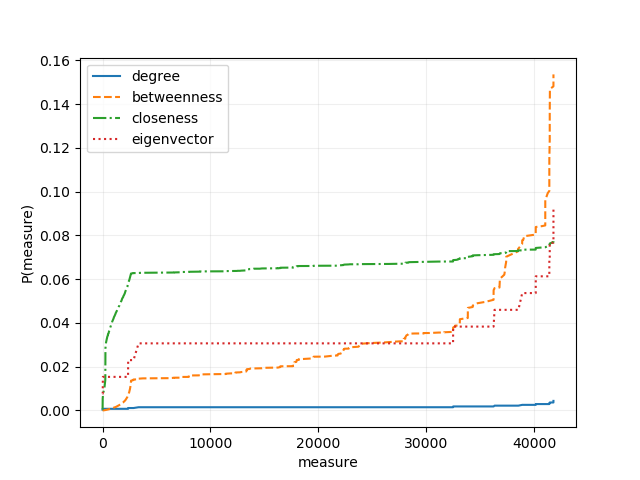 0.16
0.14
0.12
0.10
0.08
0.06
0.04
0.02
0.00
P(measure)
degree
betweenness
closeness
eigenvector
0 10000 20000 30000 40000
measure